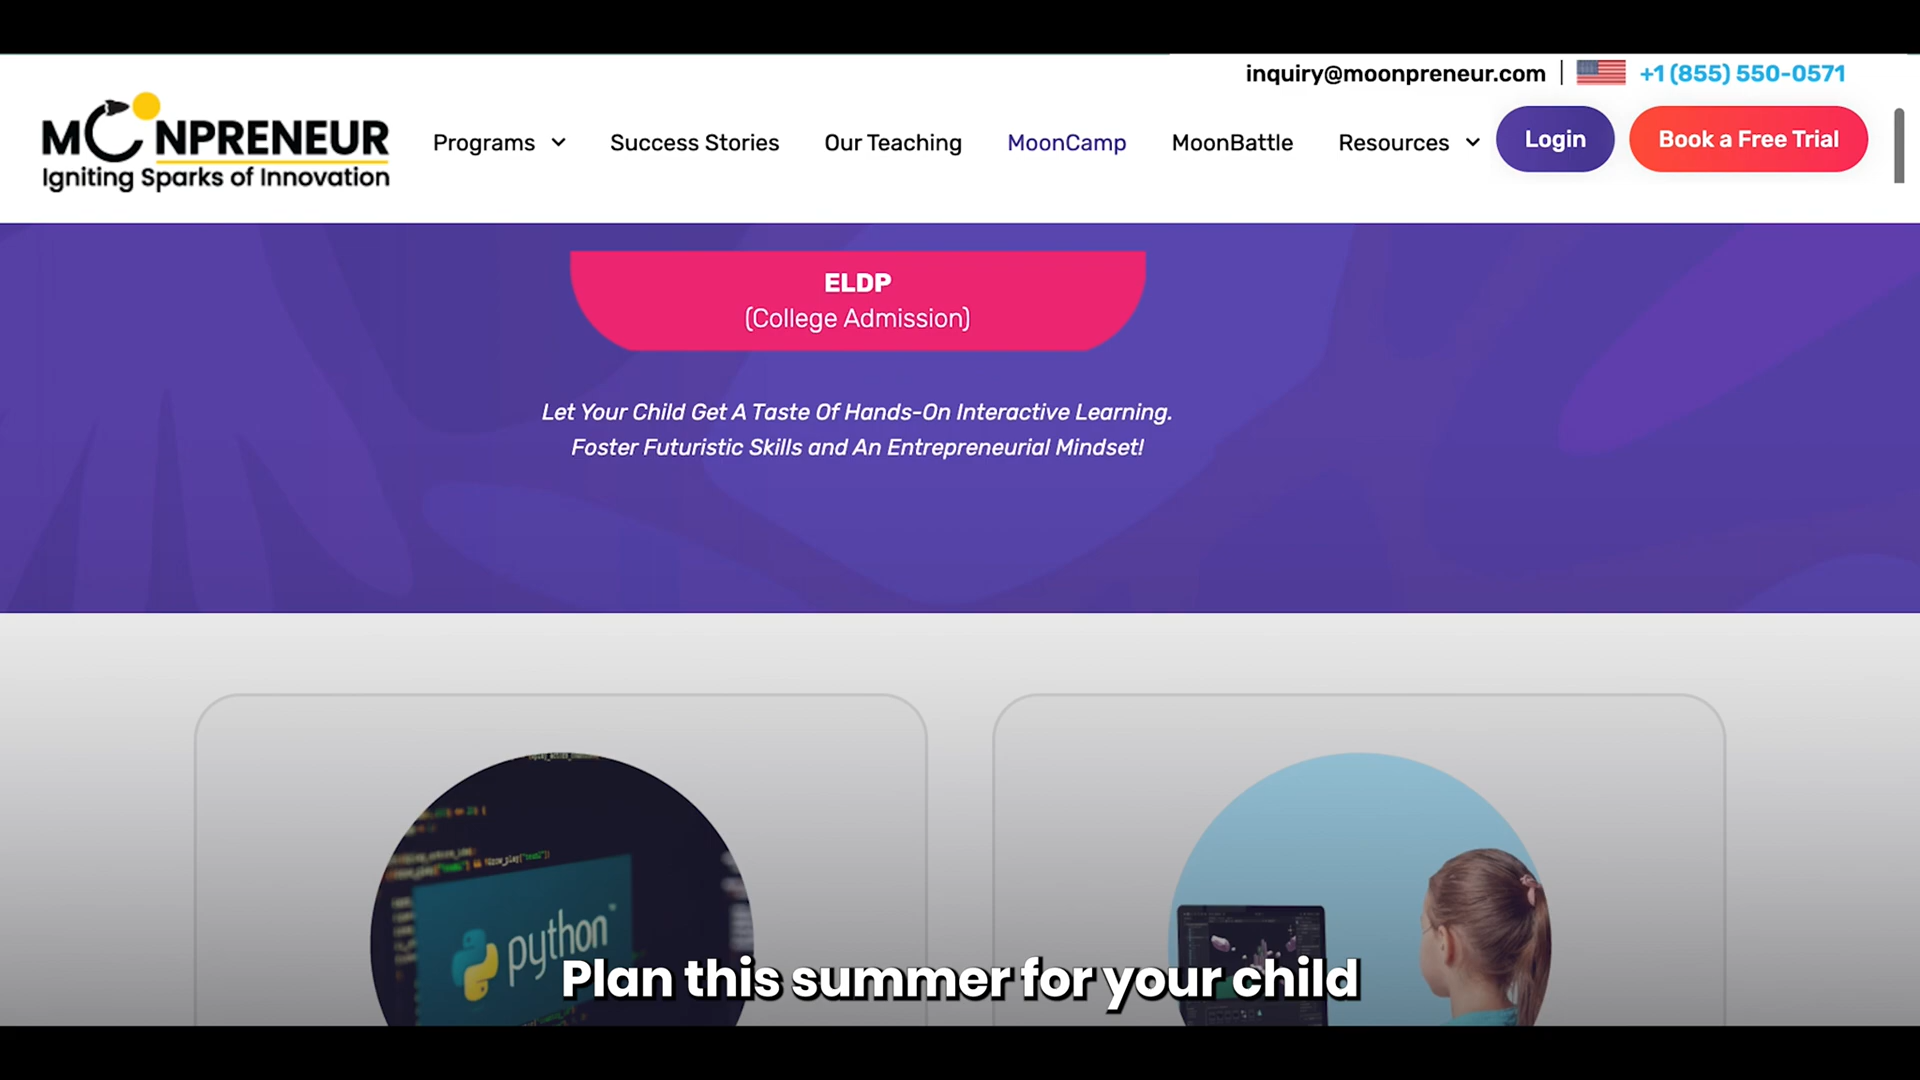 inquiry@moonpreneur.com | +1 (855) 550-0571
MOONPRENEUR
Igniting Sparks of Innovation
Programs
Success Stories
Our Teaching
MoonCamp
MoonBattle
Resources
Login
Book a Free Trial
ELDP
(College Admission)
Let Your Child Get A Taste Of Hands-On Interactive Learning.
Foster Futuristic Skills and An Entrepreneurial Mindset!
python
Plan this summer for your child